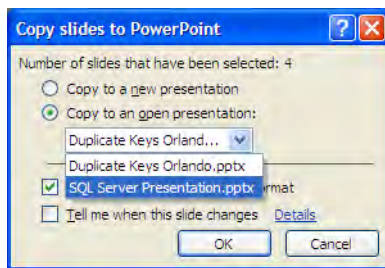 Copy slides to PowerPoint
Number of slides that have been selected: 4
Copy to a new presentation
Copy to an open presentation:
Duplicate Keys Orland...
Duplicate Keys Orlando.pptx
SQL Server Presentation.pptx
Tell me when this slide changes Details
OK Cancel